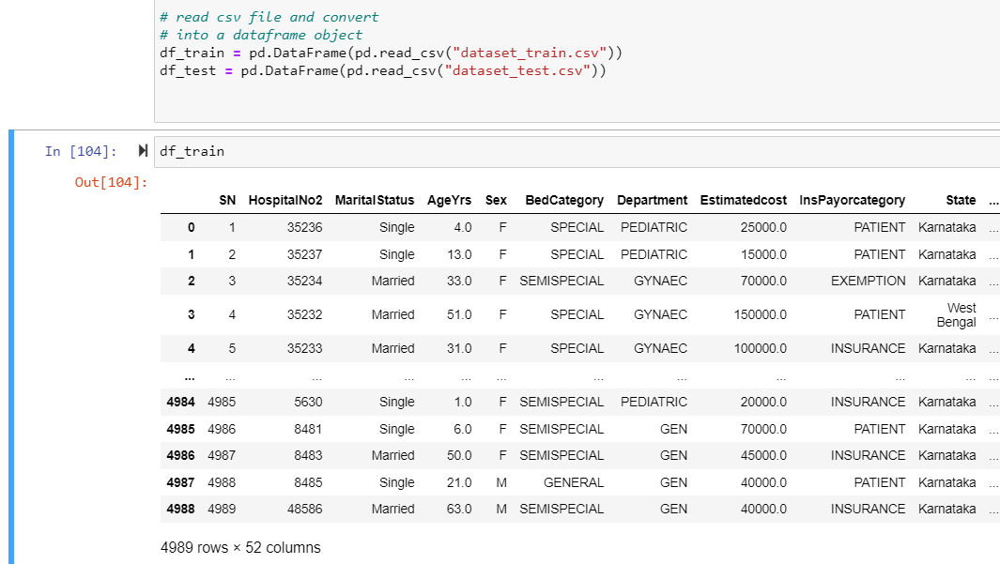 # read csv file and convert
# into a dataframe object
df_train = pd.DataFrame(pd.read_csv("dataset_train.csv"))
df_test = pd.DataFrame(pd.read_csv("dataset_test.csv"))
In [104]: df_train
Out[104]:
SN HospitalNo2 MaritalStatus AgeYrs Sex BedCategory Department Estimatedcost InsPayorcategory State ...
0 1 35236 Single 4.0 F SPECIAL PEDIATRIC 25000.0 PATIENT Karnataka ...
1 2 35237 Single 13.0 F SPECIAL PEDIATRIC 15000.0 PATIENT Karnataka ...
2 3 35234 Married 33.0 F SEMISPECIAL GYNAEC 70000.0 EXEMPTION Karnataka ...
3 4 35232 Married 51.0 F SPECIAL GYNAEC 150000.0 PATIENT West Bengal ...
4 5 35233 Married 31.0 F SPECIAL GYNAEC 100000.0 INSURANCE Karnataka ...
... ... ... ... ... ... ... ... ... ... ... ...
4984 4985 5630 Single 1.0 F SEMISPECIAL PEDIATRIC 20000.0 INSURANCE Karnataka ...
4985 4986 8481 Single 6.0 F SEMISPECIAL GEN 70000.0 PATIENT Karnataka ...
4986 4987 8483 Married 50.0 F SEMISPECIAL GEN 45000.0 INSURANCE Karnataka ...
4987 4988 8485 Single 21.0 M GENERAL GEN 40000.0 PATIENT Karnataka ...
4988 4989 48586 Married 63.0 M SEMISPECIAL GEN 40000.0 INSURANCE Karnataka ...
4989 rows × 52 columns